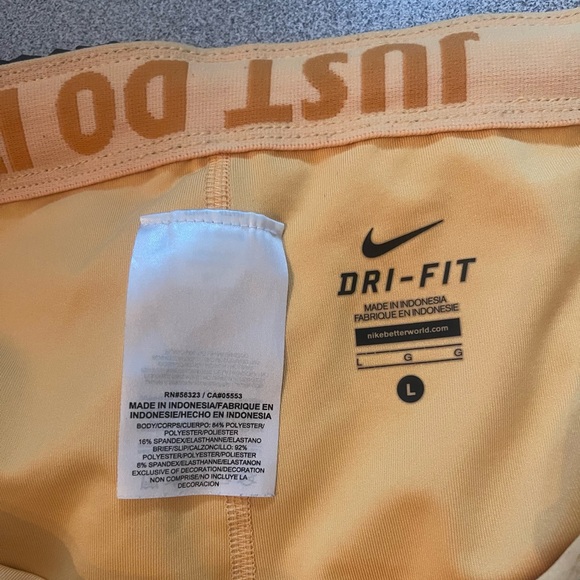 JUST DO I
DRI-FIT
MADE IN INDONESIA
FABRIQUE EN INDONESIE
nikebetterworld.com
L G G
L
RN#56323 / CA#05553
MADE IN INDONESIA/FABRIQUE EN
INDONESIE/HECHO EN INDONESIA
BODY/CORPS/CUERPO: 84% POLYESTER/
POLYESTER/POLIESTER
16% SPANDEX/ELASTHANNE/ELASTANO
BRIEF/SLIP/CALZONCILLO: 92%
POLYESTER/POLYESTER/POLIESTER
8% SPANDEX/ELASTHANNE/ELASTANON
EXCLUSIVE OF DECORATION/DECORATION
NON COMPRISE/NO INCLUYE LA
DECORACION